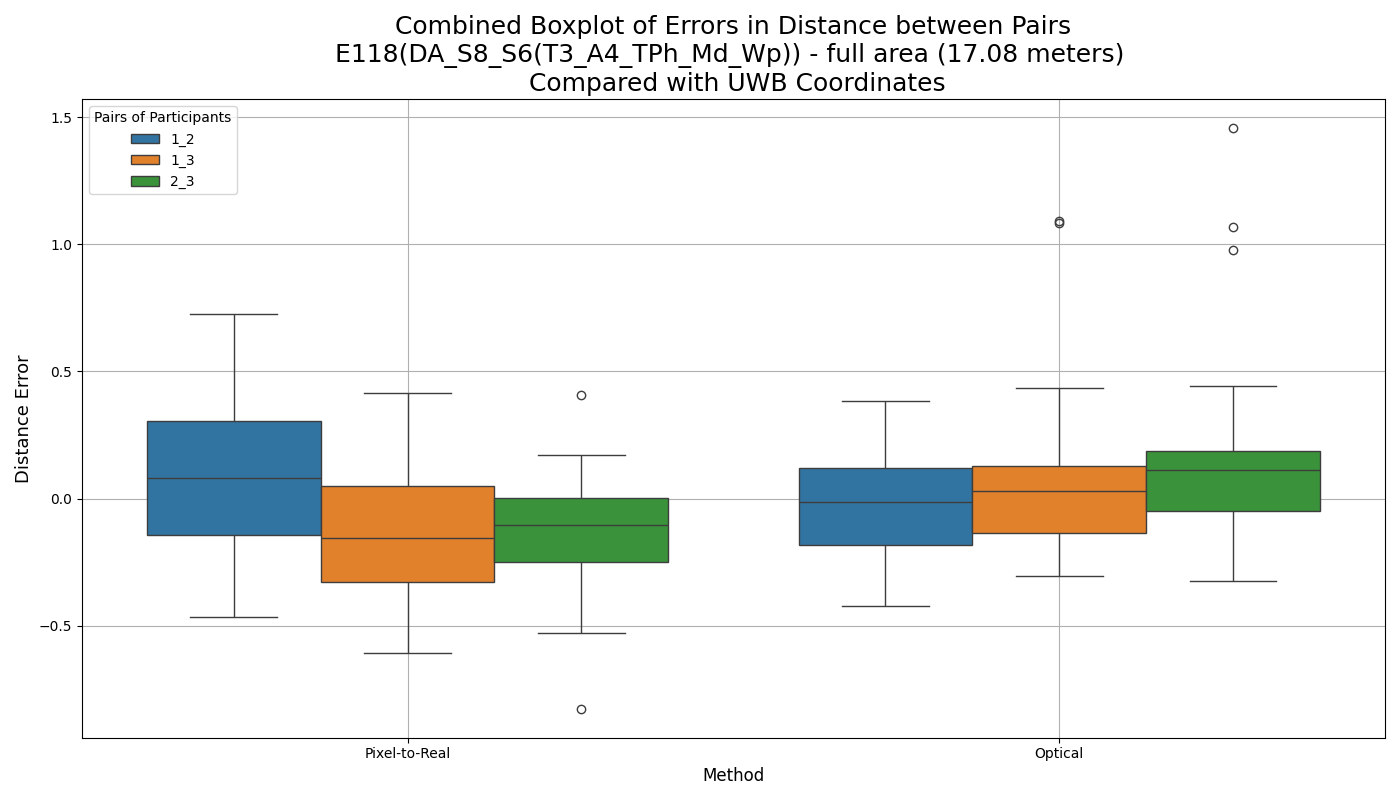 Combined Boxplot of Errors in Distance between Pairs
E118(DA_S8_S6(T3_A4_TPh_Md_Wp)) - full area (17.08 meters)
Compared with UWB Coordinates
Pairs of Participants
1_2
1_3
2_3
1.5
1.0
0.5
0.0
−0.5
Distance Error
Pixel-to-Real
Optical
Method